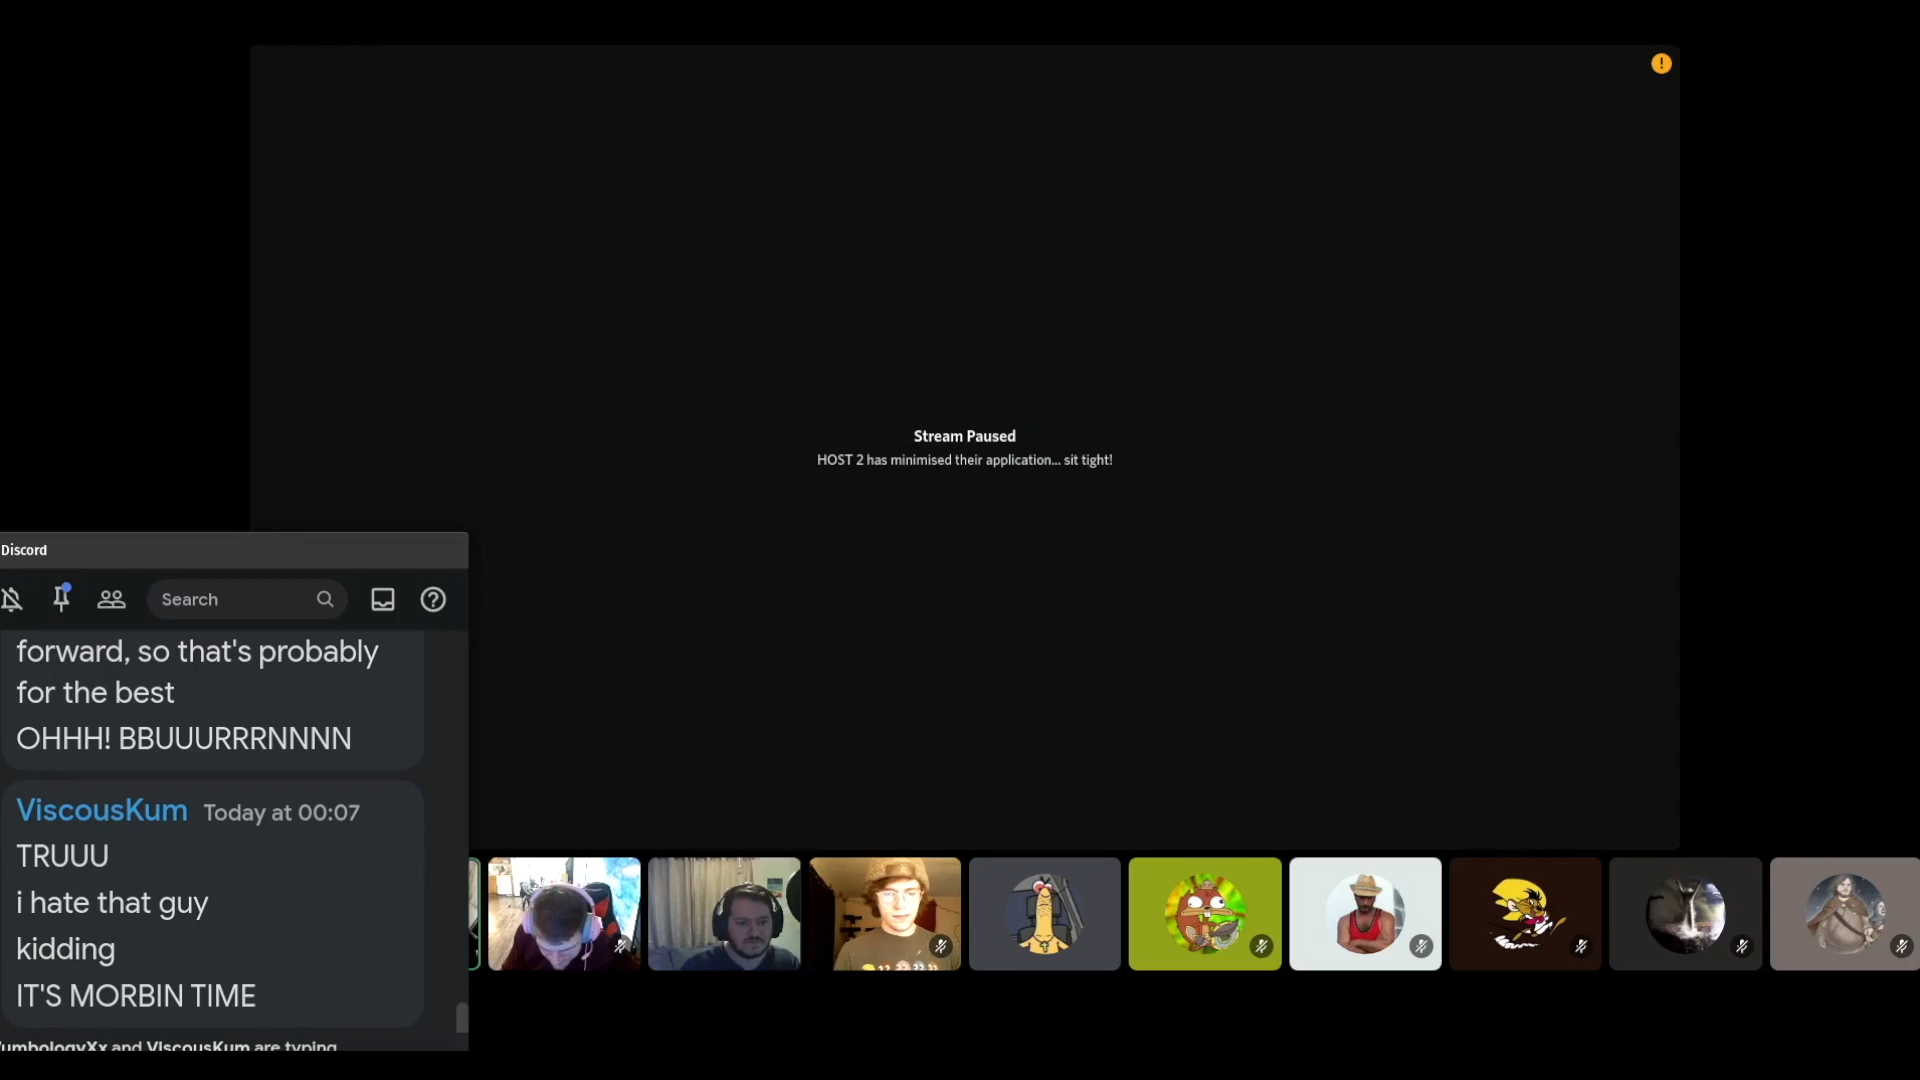 Stream Paused
HOST 2 has minimised their application... sit tight!
Discord
Search
forward, so that's probably
for the best
OHHH! BBUUURRRNNNN
ViscousKum Today at 00:07
TRUUU
i hate that guy
kidding
IT'S MORBIN TIME
and ViscousKum are typing